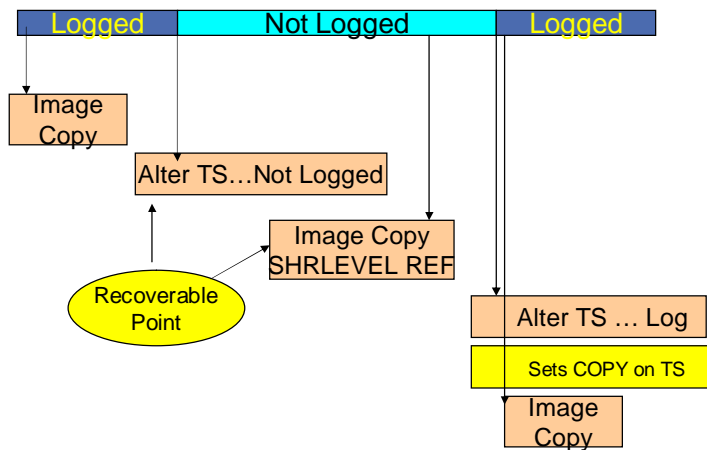 Logged
Not Logged
Logged
Image
Copy
Alter TS…Not Logged
Image Copy
SHRLEVEL REF
Recoverable
Point
Alter TS … Log
Sets COPY on TS
Image
Copy